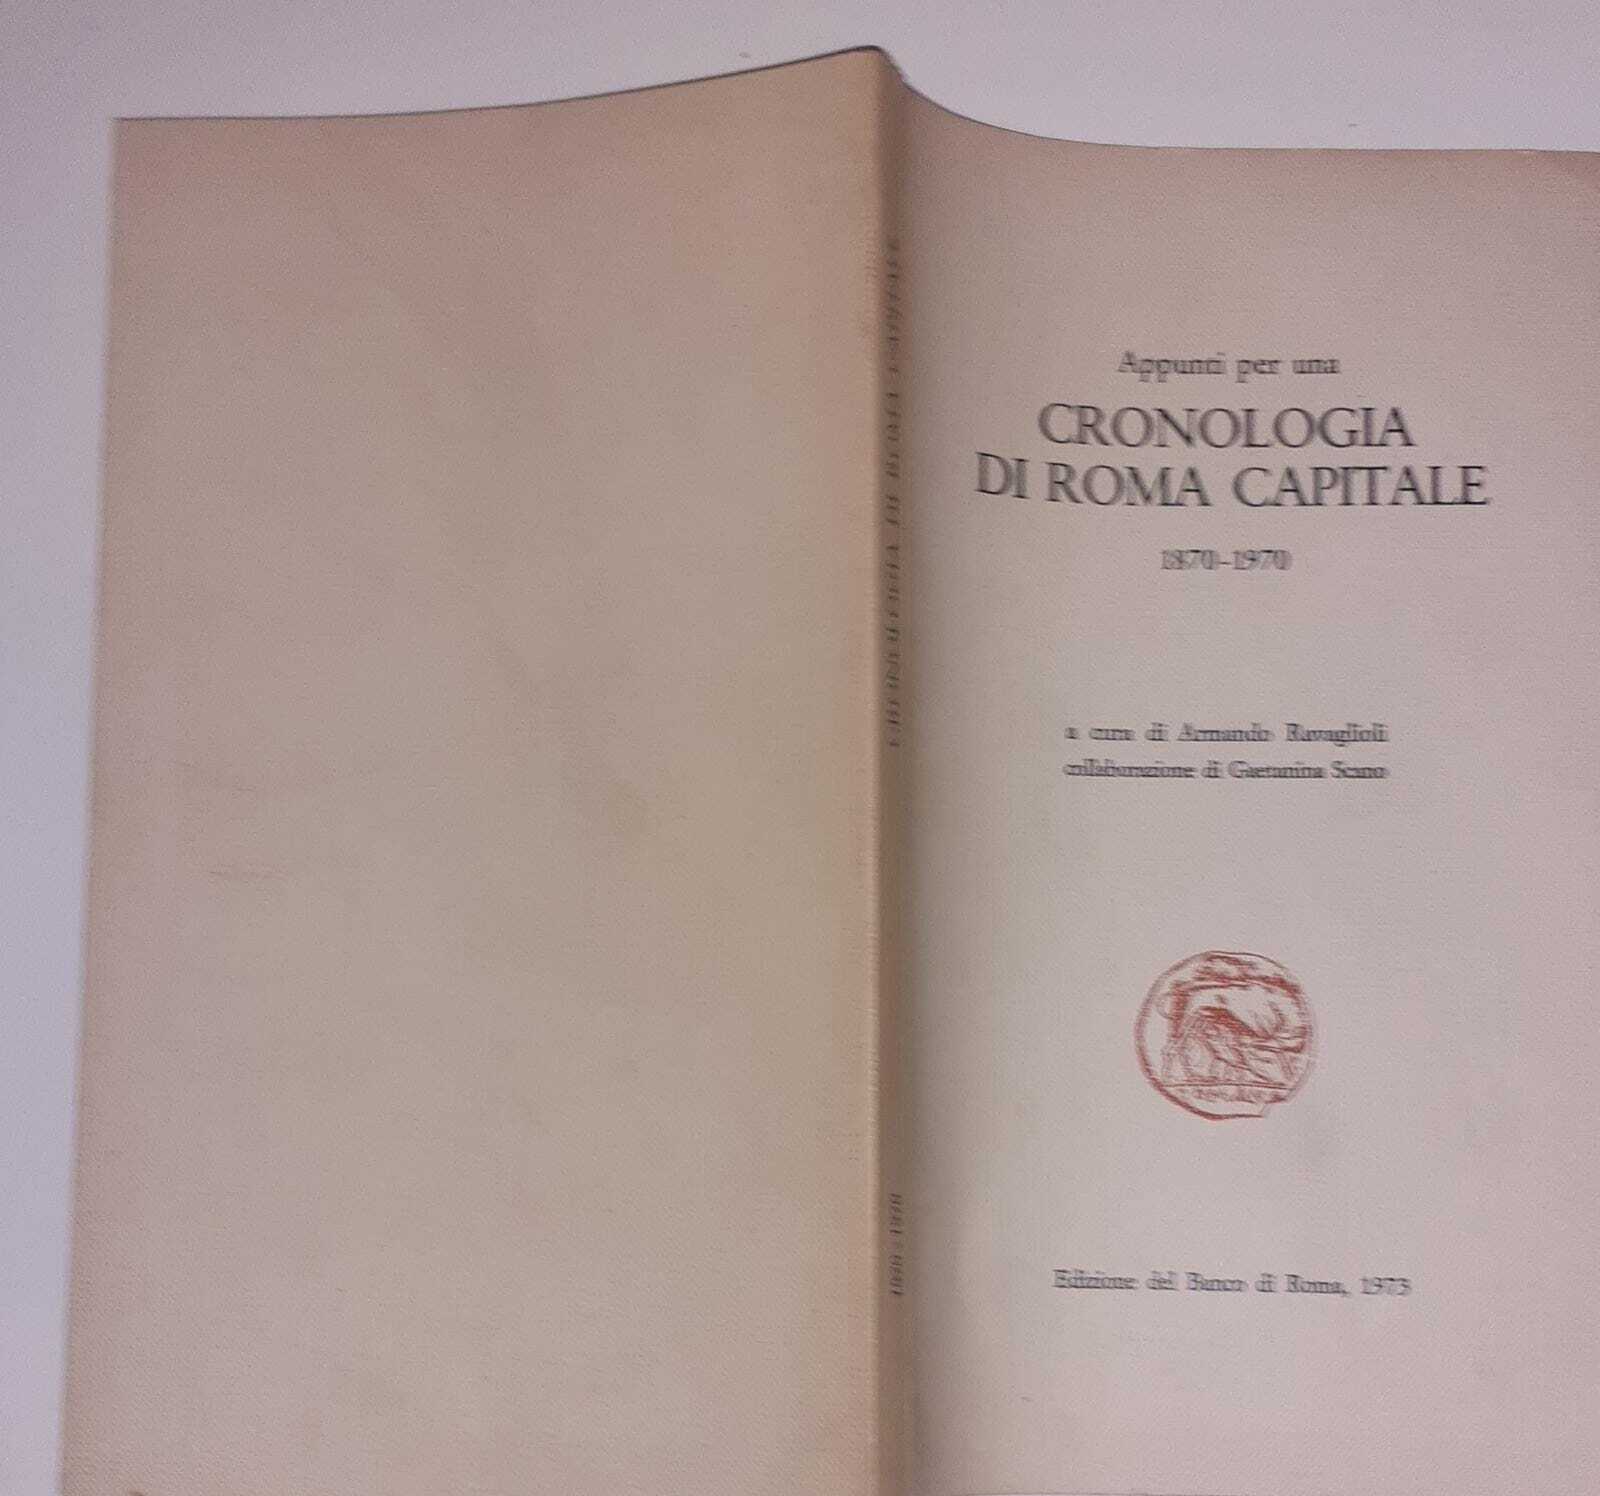 Appunti per una
CRONOLOGIA
DI ROMA CAPITALE
1870-1970
a cura di Armando Ravaglioli
collaborazione di Gaetanina Scano
Edizione del Banco di Roma, 1973